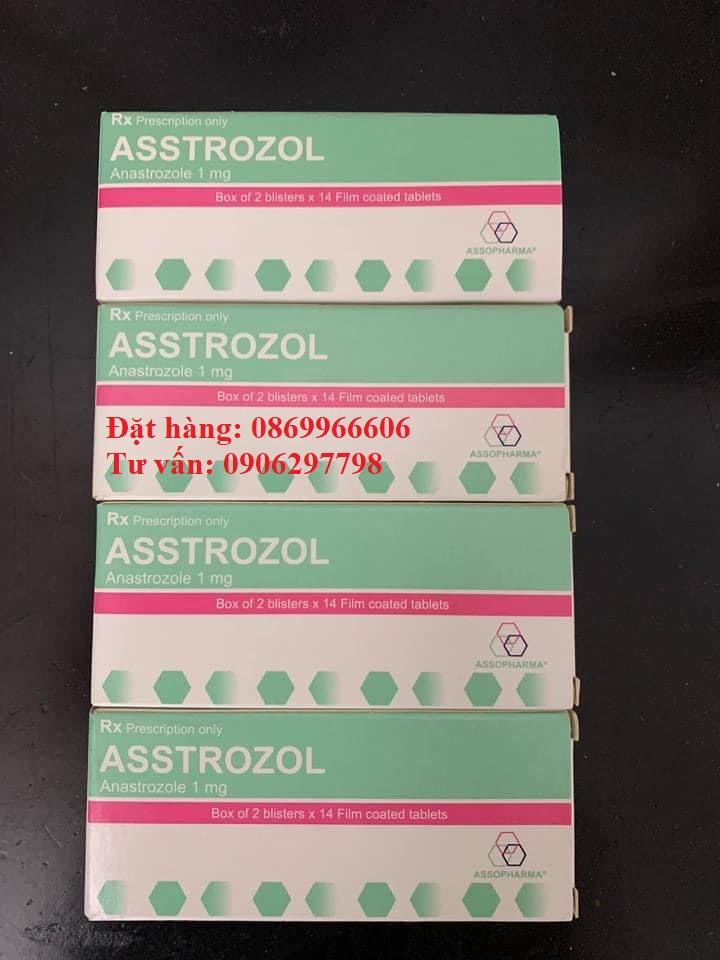 Rx Prescription only
ASSTROZOL
Anastrozole 1 mg
Box of 2 blisters x 14 Film coated tablets
ASSOPHARMA®
Rx Prescription only
ASSTROZOL
Anastrozole 1 mg
Box of 2 blisters x 14 Film coated tablets
Đặt hàng: 0869966606
ASSOPHARMA®
Tư vấn: 0906297798
Rx Prescription only
ASSTROZOL
Anastrozole 1 mg
Box of 2 blisters x 14 Film coated tablets
ASSOPHARMA®
Rx Prescription only
ASSTROZOL
Anastrozole 1 mg
Box of 2 blisters x 14 Film coated tablets
ASSOPHARMA®